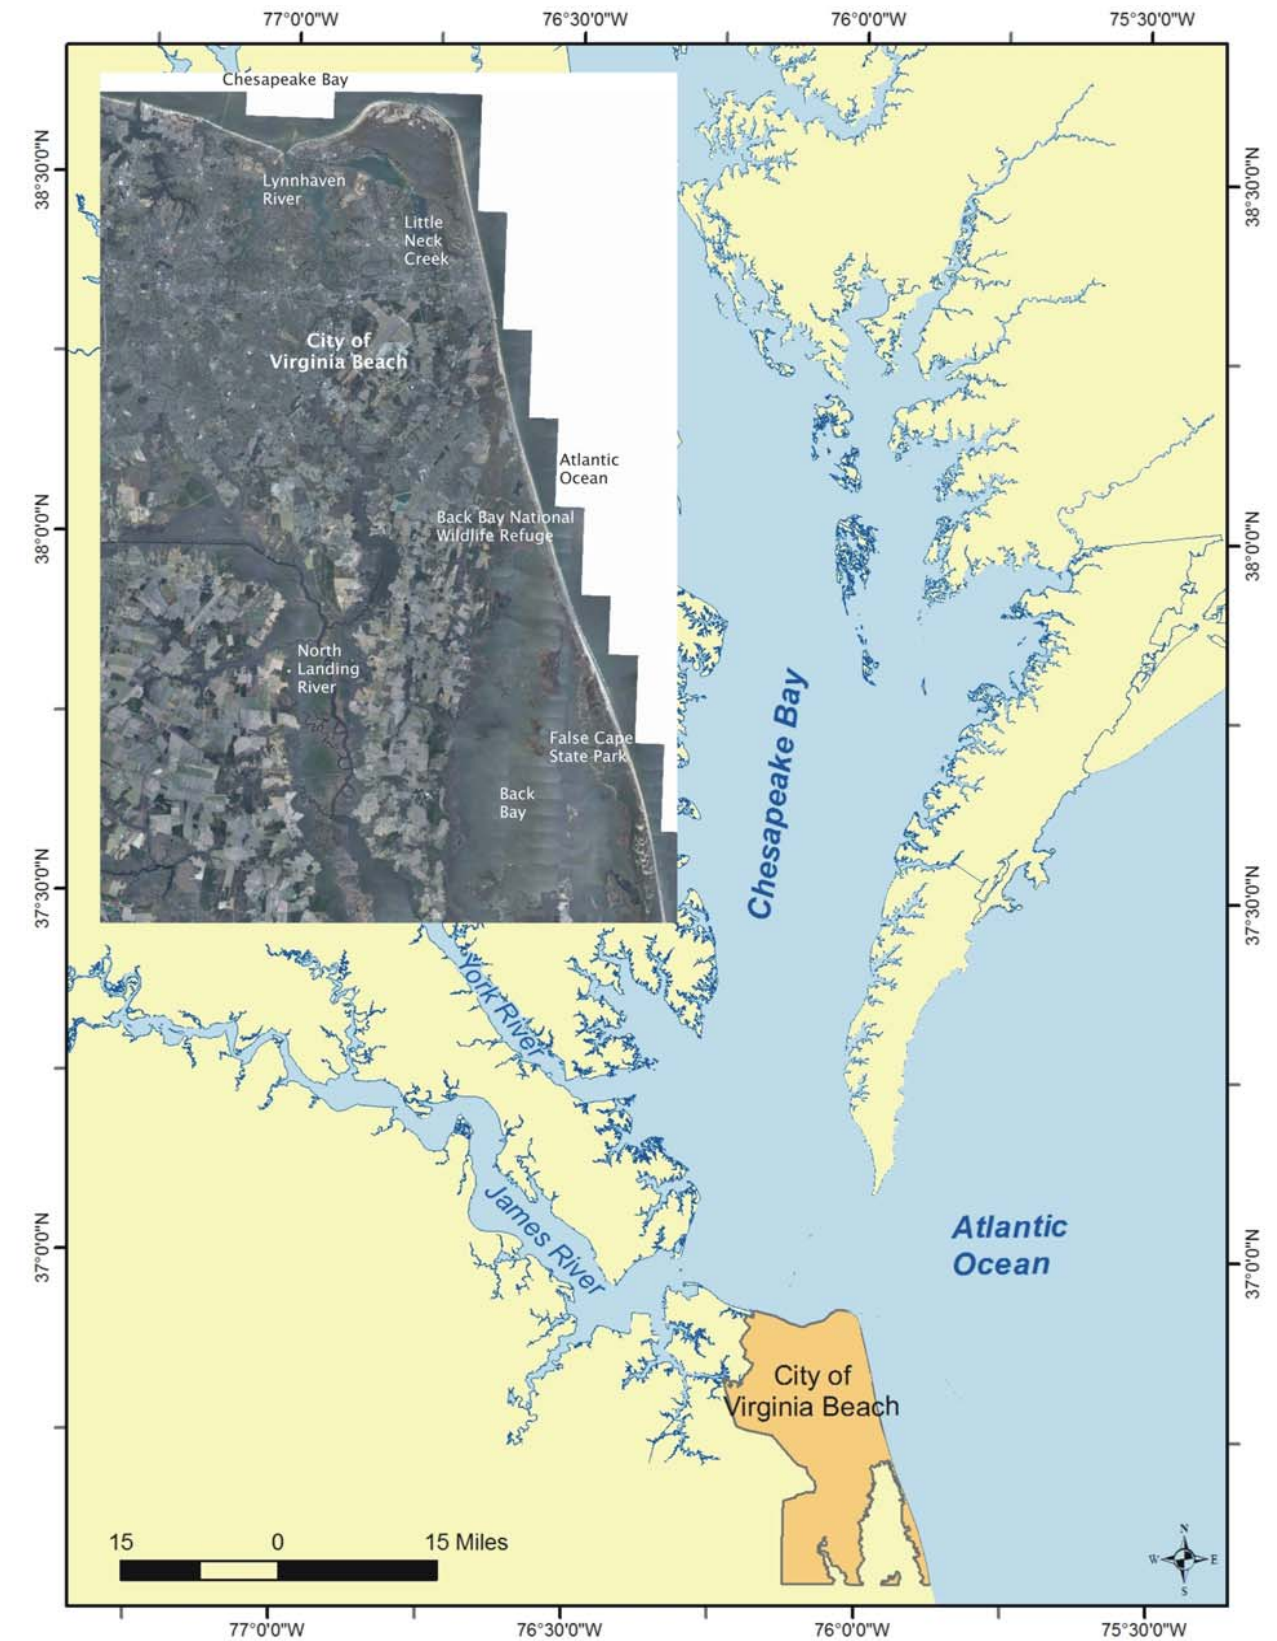 77°0'0"W
76°30'0"W
76°0'0"W
75°30'0"W
38°30'0"N
38°0'0"N
37°30'0"N
37°0'0"N
Chesapeake Bay
Lynnhaven
River
Little
Neck
Creek
City of
Virginia Beach
Atlantic
Ocean
Back Bay National
Wildlife Refuge
North
Landing
River
False Cape
State Park
Back
Bay
38°30'0"N
38°0'0"N
37°30'0"N
37°0'0"N
Chesapeake Bay
York River
James River
Atlantic
Ocean
City of
Virginia Beach
15 0 15 Miles
N
W E
S
77°0'0"W
76°30'0"W
76°0'0"W
75°30'0"W